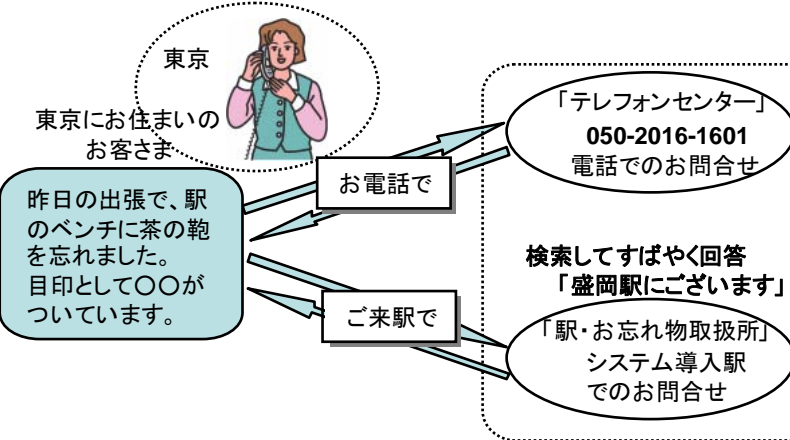 東京
東京にお住まいの
お客さま
昨日の出張で、駅
のベンチに茶の鞄
を忘れました。
目印として〇〇が
ついています。
お電話で
ご来駅で
「テレフォンセンター」
050-2016-1601
電話でのお問合せ
検索してすばやく回答
「盛岡駅にございます」
「駅・お忘れ物取扱所」
システム導入駅
でのお問合せ